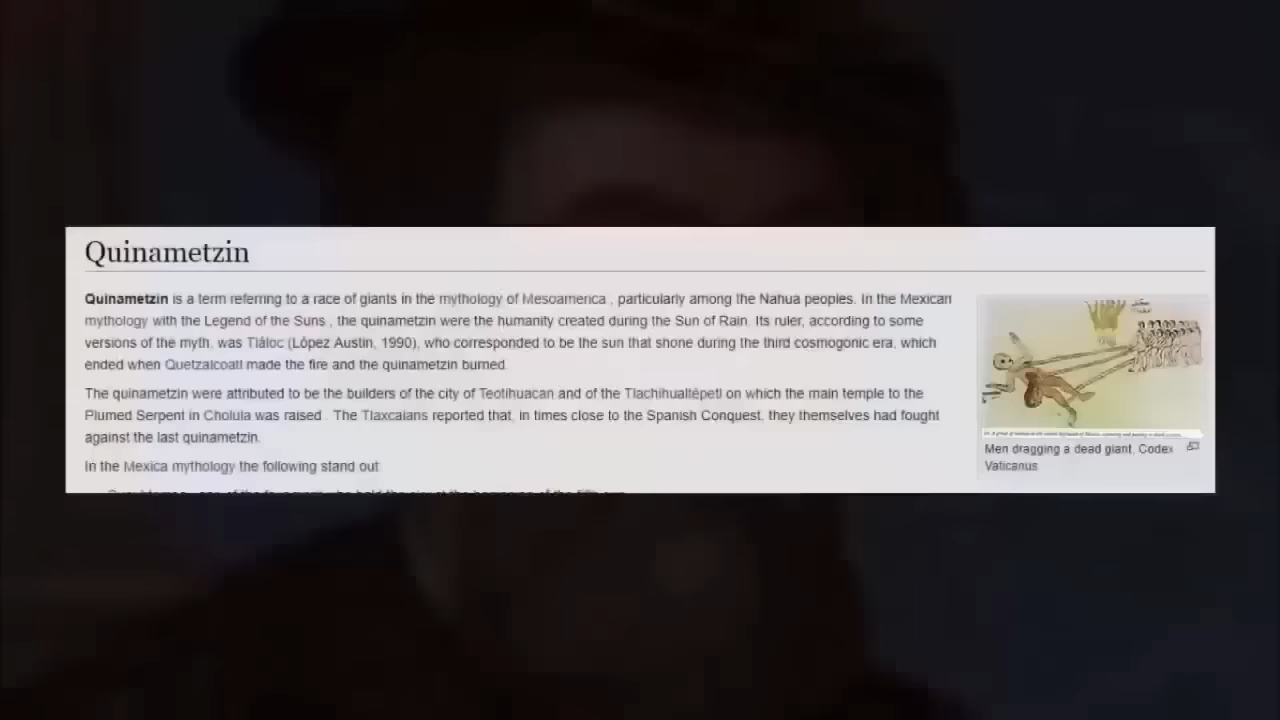 Quinametzin
Quinametzin is a term referring to a race of giants in the mythology of Mesoamerica , particularly among the Nahua peoples. In the Mexican
mythology with the Legend of the Suns , the quinametzin were the humanity created during the Sun of Rain. Its ruler, according to some
versions of the myth, was Tláloc (López Austin, 1990), who corresponded to be the sun that shone during the third cosmogonic era, which
ended when Quetzalcoatl made the fire and the quinametzin burned.
The quinametzin were attributed to be the builders of the city of Teotihuacan and of the Tlachihualtépetl on which the main temple to the
Plumed Serpent in Cholula was raised . The Tlaxcalans reported that, in times close to the Spanish Conquest, they themselves had fought
against the last quinametzin.
In the Mexica mythology the following stand out
Men dragging a dead giant, Codex
Vaticanus